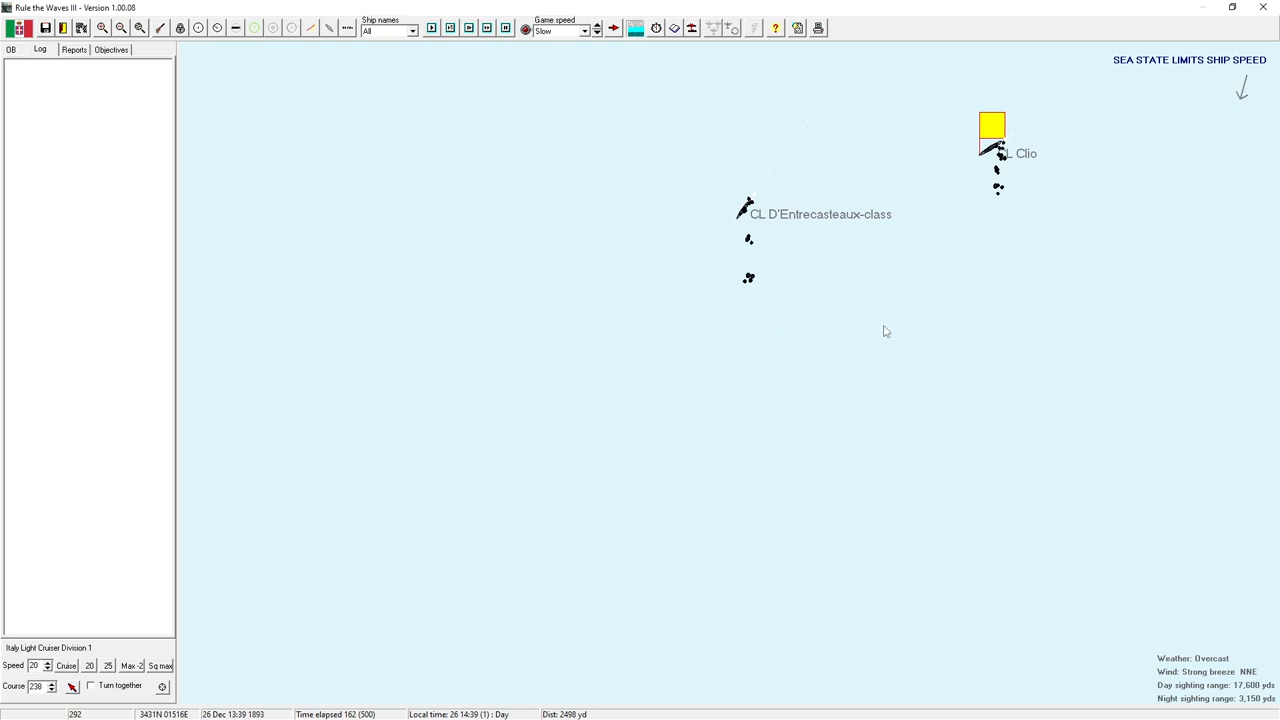 Rule the Waves III - Version 1.00.08
Ship names
Game speed
All
Slow
OB Log Reports Objectives
SEA STATE LIMITS SHIP SPEED
L Clio
CL D'Entrecasteaux-class
Italy Light Cruiser Division 1
Speed 20 Cruise 20 25 Max -2 Sq max
Course 238 Turn together
Weather: Overcast
Wind: Strong breeze NNE
Day sighting range: 17,600 yds
Night sighting range: 3,150 yds
292 3431N 01516E 26 Dec 13:39 1893 Time elapsed 162 (500) Local time: 26 14:39 (1) : Day Dist: 2498 yd